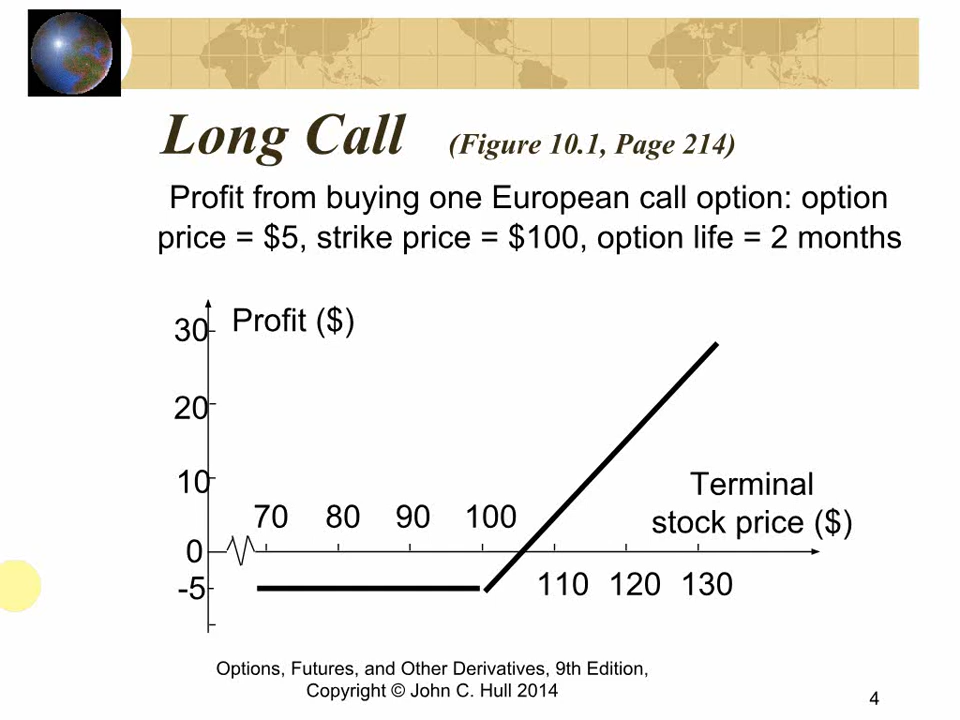 Long Call (Figure 10.1, Page 214)
Profit from buying one European call option: option
price = $5, strike price = $100, option life = 2 months
30 Profit ($)
20
10
Terminal
stock price ($)
70 80 90 100
0
110 120 130
-5
Options, Futures, and Other Derivatives, 9th Edition,
Copyright © John C. Hull 2014
4